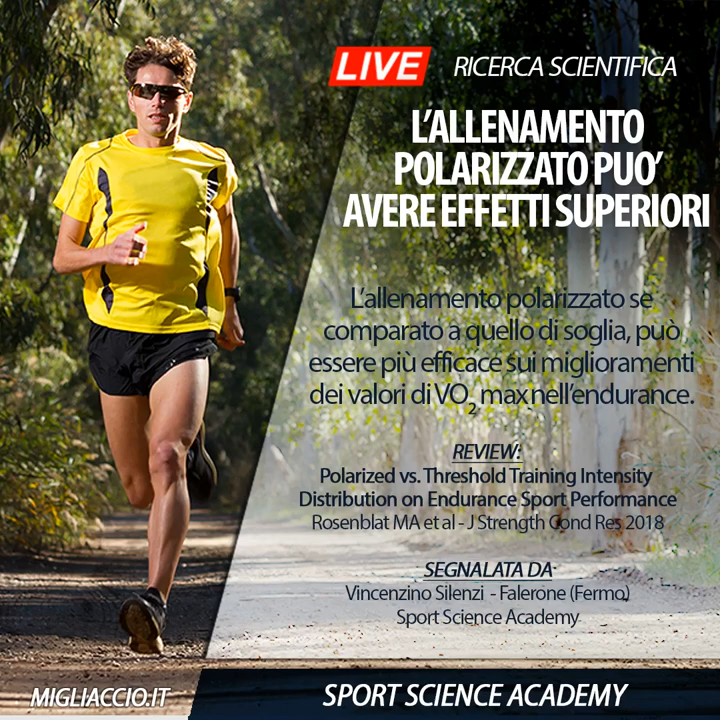 LIVE RICERCA SCIENTIFICA
L'ALLENAMENTO
POLARIZZATO PUO'
AVERE EFFETTI SUPERIORI
L'allenamento polarizzato se
comparato a quello di soglia, può
essere più efficace sui miglioramenti
dei valori di VO₂ max nell'endurance.
REVIEW:
Polarized vs. Threshold Training Intensity
Distribution on Endurance Sport Performance
Rosenblat MA et al - J Strength Cond Res 2018
SEGNALATA DA
Vincenzino Silenzi - Falerone (Fermo)
Sport Science Academy
MIGLIACCIO.IT
SPORT SCIENCE ACADEMY